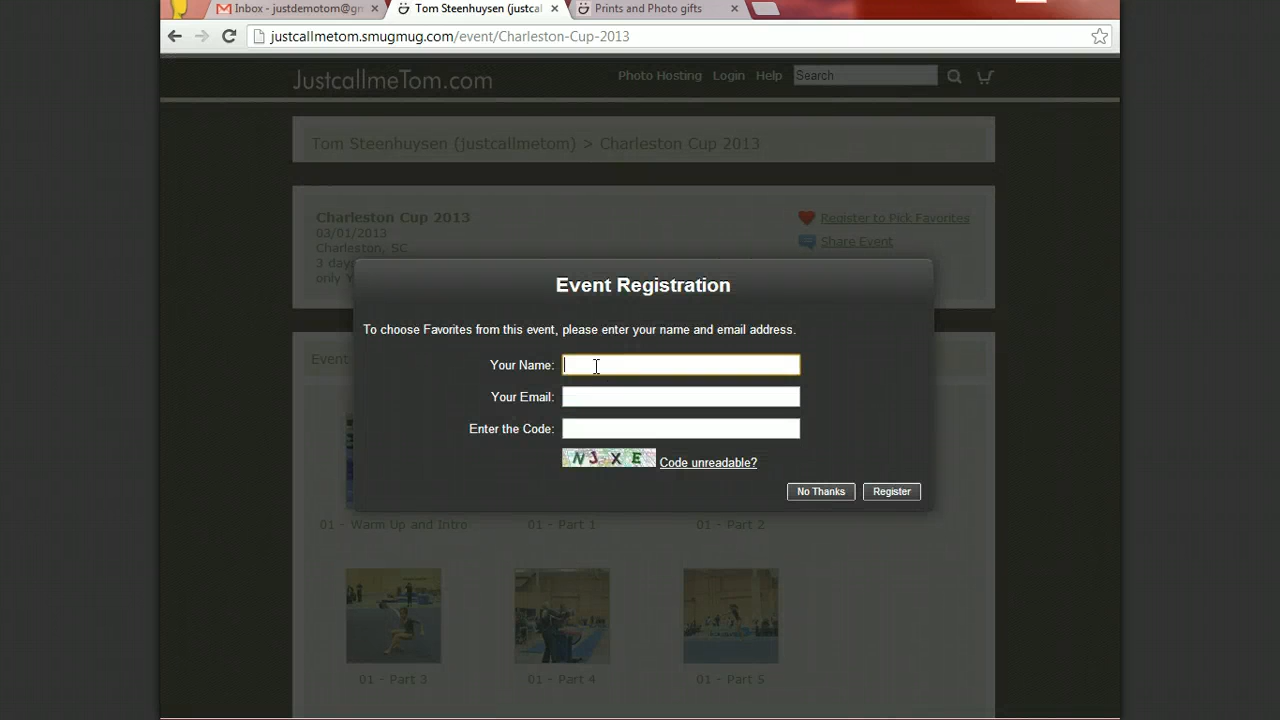 Inbox - justdemotom@gm
Tom Steenhuysen (justcal
Prints and Photo gifts
justcallmetom.smugmug.com/event/Charleston-Cup-2013
JustcallmeTom.com
Photo Hosting
Login
Help
Search
Tom Steenhuysen (justcallmetom) > Charleston Cup 2013
Charleston Cup 2013
03/01/2013
Charleston, SC
3 day
only Y
Register to Pick Favorites
Share Event
Event Registration
To choose Favorites from this event, please enter your name and email address.
Your Name:
Your Email:
Enter the Code:
N J X E
Code unreadable?
No Thanks
Register
Event
01 - Warm Up and Intro
01 - Part 1
01 - Part 2
01 - Part 3
01 - Part 4
01 - Part 5